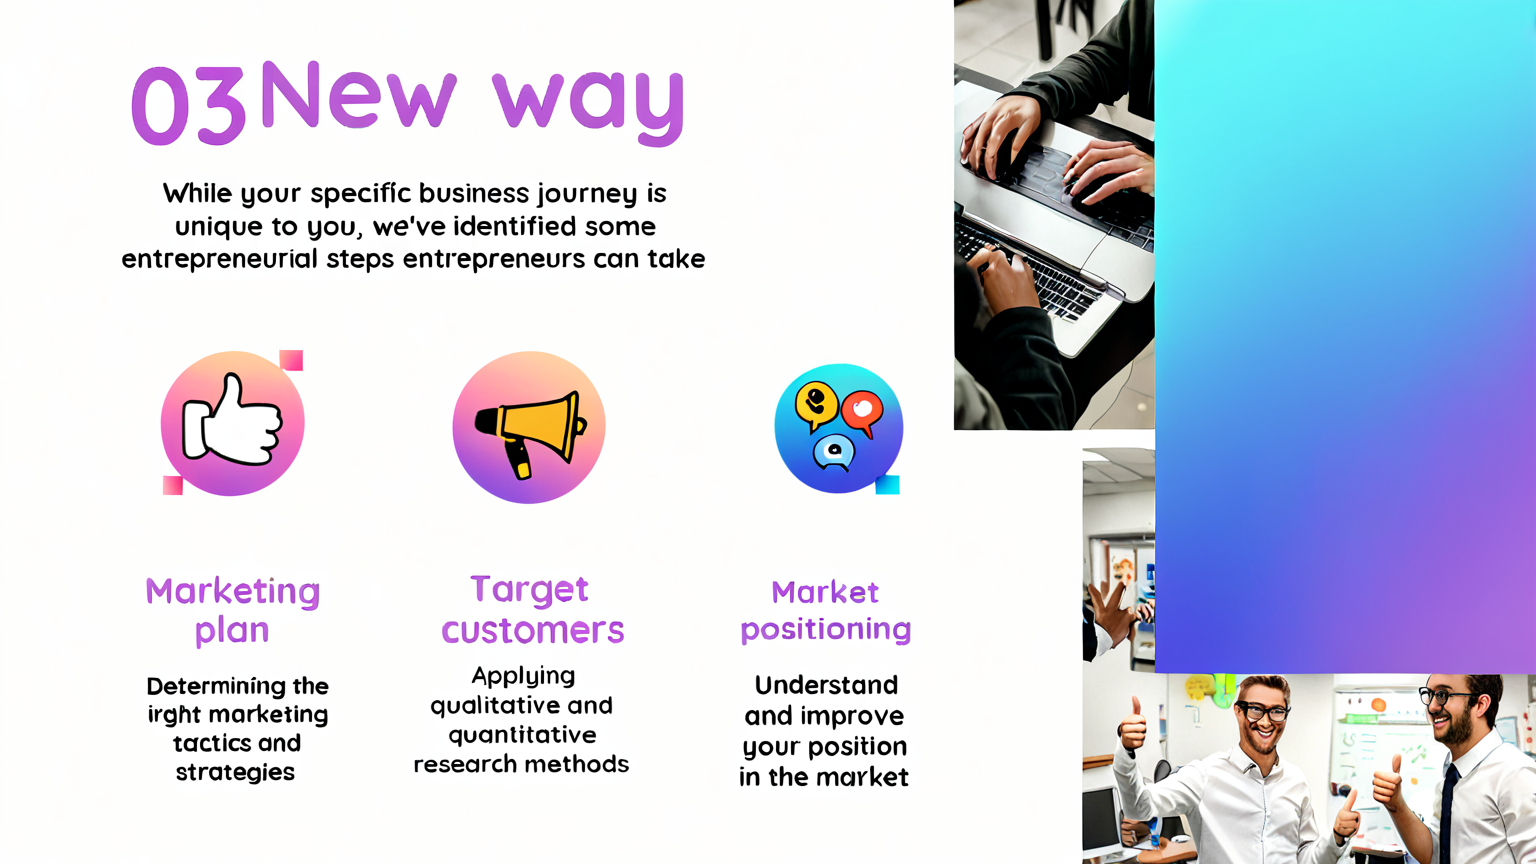 03 New way
While your specific business journey is
unique to you, we've identified some
entrepreneurial steps entrepreneurs can take
Marketing
plan
Determining the
irght marketing
tactics and
strategies
Target
customers
Applying
qualitative and
quantitative
research methods
Market
positioning
Understand
and improve
your position
in the market